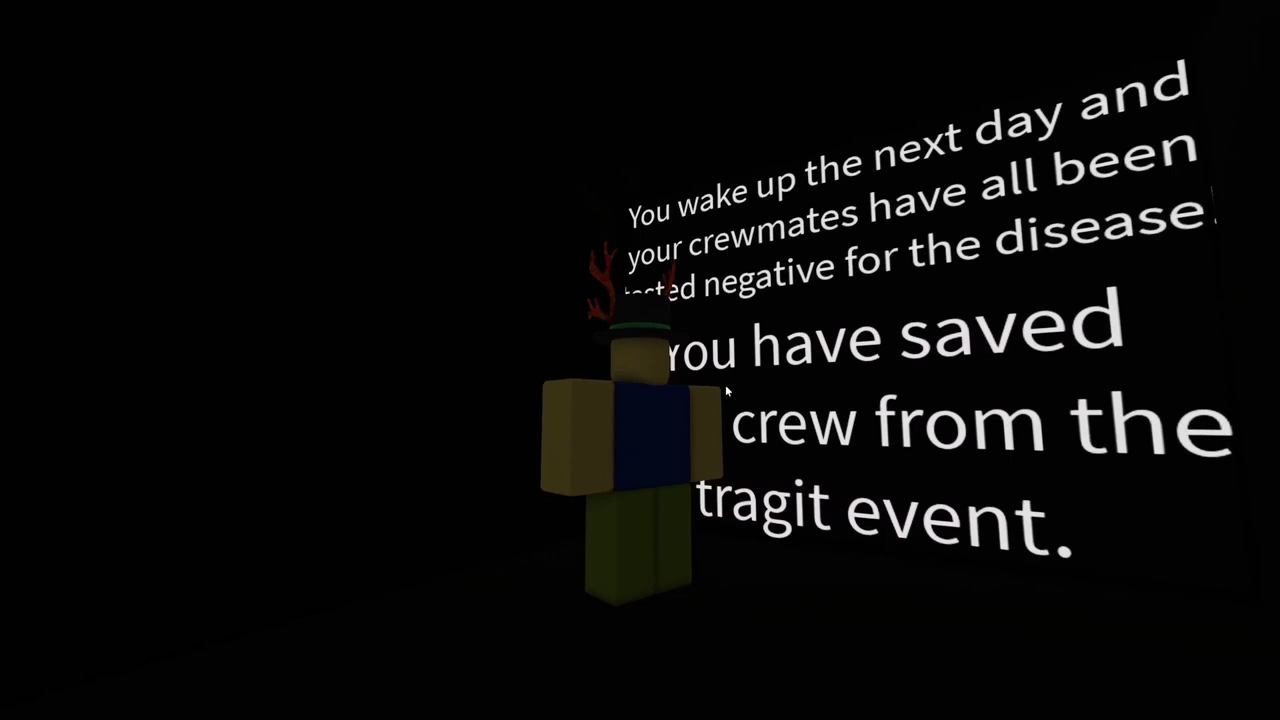 You wake up the next day and
your crewmates have all been
tested negative for the disease.
You have saved
crew from the
tragit event.